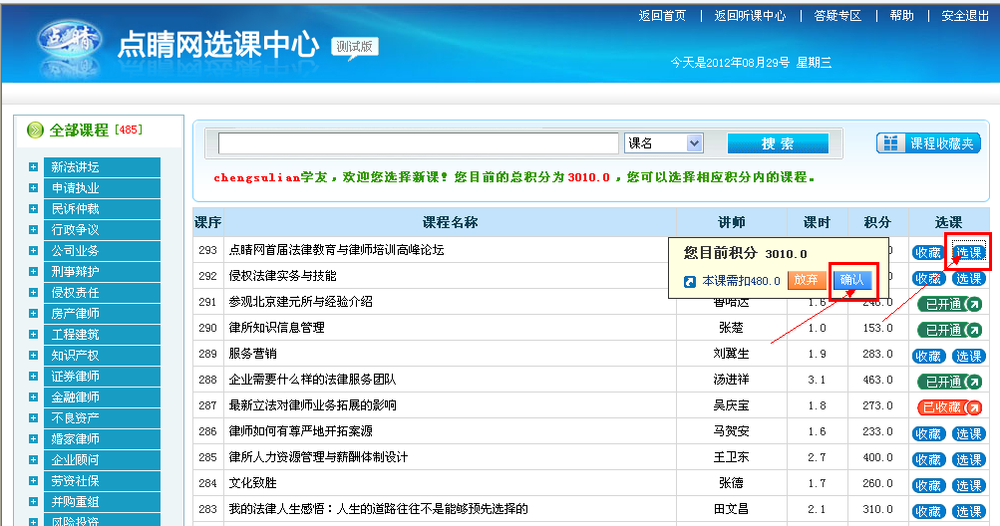 返回首页 | 返回听课中心 | 答疑专区 | 帮助 | 安全退出
点睛
点睛网选课中心 测试版
今天是2012年08月29号 星期三
全部课程 [485]
新法讲坛
申请执业
民诉仲裁
行政争议
公司业务
刑事辩护
侵权责任
房产律师
工程建筑
知识产权
证券律师
金融律师
不良资产
婚家律师
企业顾问
劳资社保
并购重组
风险投资
课名 搜 索 课程收藏夹
chengsulian学友，欢迎您选择新课！您目前的总积分为3010.0，您可以选择相应积分内的课程。
课序 课程名称 讲师 课时 积分 选课
293 点睛网首届法律教育与律师培训高峰论坛 收藏 选课
您目前积分 3010.0
本课需扣480.0 放弃 确认
292 侵权法律实务与技能 收藏 选课
291 参观北京建元所与经验介绍 1.6 已开通
290 律所知识信息管理 张楚 1.0 153.0 已开通
289 服务营销 刘冀生 1.9 283.0 收藏 选课
288 企业需要什么样的法律服务团队 汤进祥 3.1 463.0 已开通
287 最新立法对律师业务拓展的影响 吴庆宝 1.8 273.0 已收藏
286 律师如何有尊严地开拓案源 马贺安 1.6 233.0 收藏 选课
285 律所人力资源管理与薪酬体制设计 王卫东 2.7 400.0 收藏 选课
284 文化致胜 张德 1.7 260.0 收藏 选课
283 我的法律人生感悟：人生的道路往往不是能够预先选择的 田文昌 2.1 310.0 收藏 选课